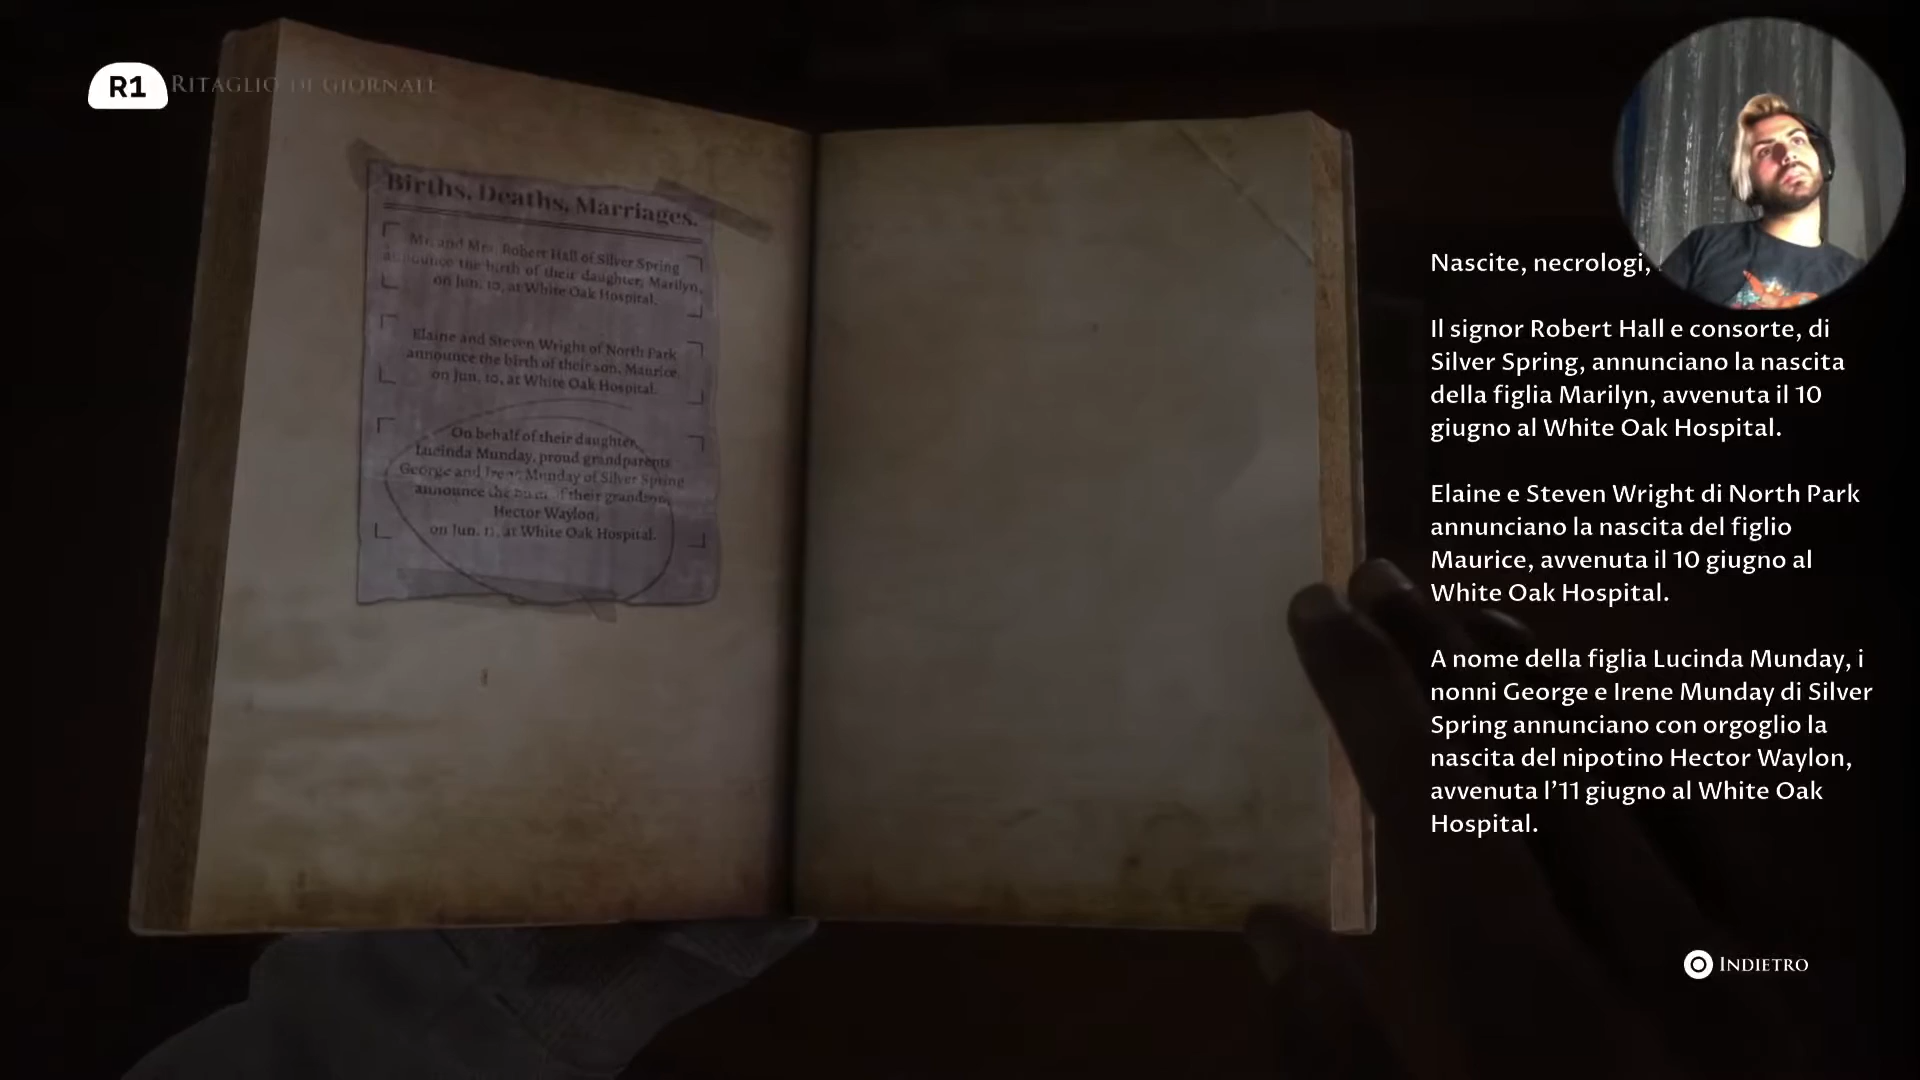 R1 RITAGLIO DI GIORNALE
Births, Deaths, Marriages.
Mr. and Mrs. Robert Hall of Silver Spring
announce the birth of their daughter, Marilyn,
on Jun. 10, at White Oak Hospital.
Elaine and Steven Wright of North Park
announce the birth of their son, Maurice
on Jun. 10, at White Oak Hospital.
On behalf of their daughter
Lucinda Munday, proud grandparents
George and Irene Munday of Silver Spring
announce the birth of their grandson,
Hector Waylon,
on Jun. 11, at White Oak Hospital.
Nascite, necrologi,
Il signor Robert Hall e consorte, di
Silver Spring, annunciano la nascita
della figlia Marilyn, avvenuta il 10
giugno al White Oak Hospital.
Elaine e Steven Wright di North Park
annunciano la nascita del figlio
Maurice, avvenuta il 10 giugno al
White Oak Hospital.
A nome della figlia Lucinda Munday, i
nonni George e Irene Munday di Silver
Spring annunciano con orgoglio la
nascita del nipotino Hector Waylon,
avvenuta l'11 giugno al White Oak
Hospital.
INDIETRO